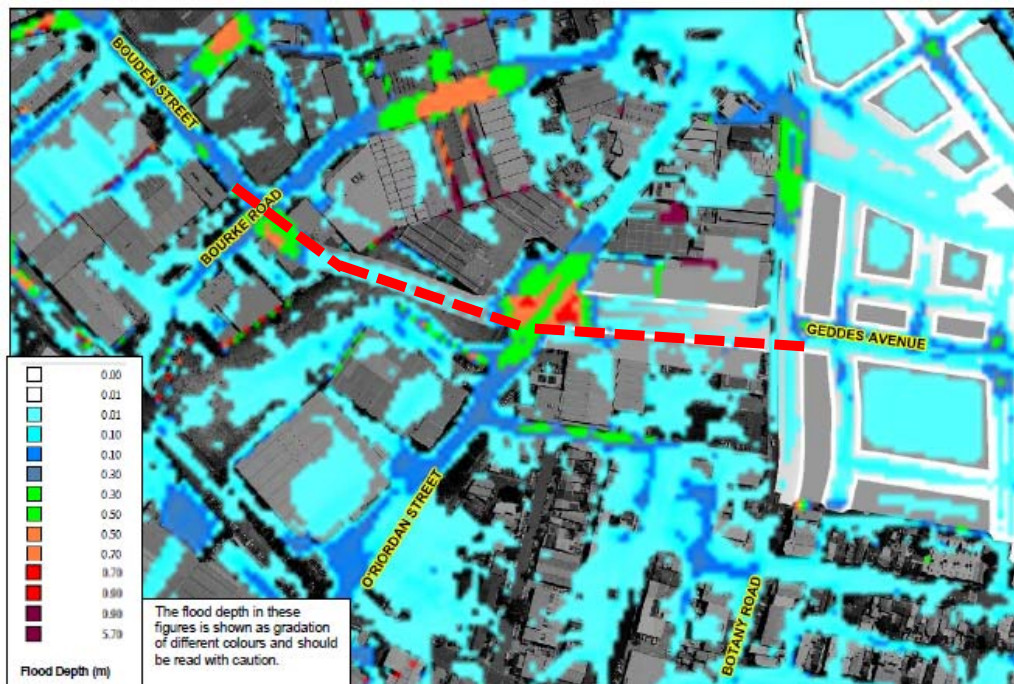 BOUDEN STREET
BOURKE ROAD
GEDDES AVENUE
O'RIORDAN STREET
BOTANY ROAD
0.00
0.01
0.01
0.10
0.10
0.30
0.30
0.50
0.50
0.70
0.70
0.90
0.90
5.70
Flood Depth (m)
The flood depth in these
figures is shown as gradation
of different colours and should
be read with caution.